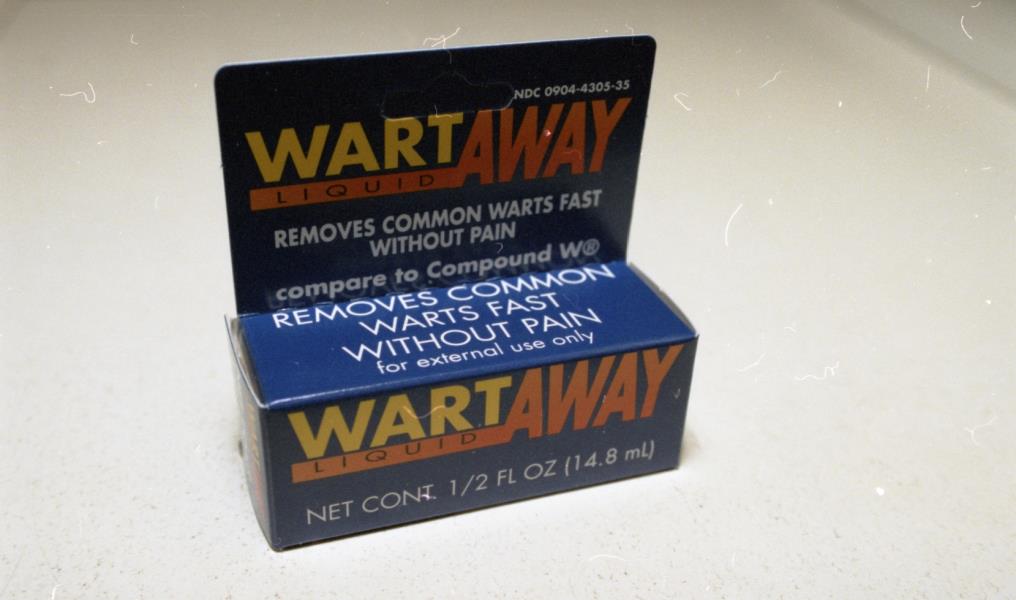 NDC 0904-4305-35
WARTAWAY
LIQUID
REMOVES COMMON WARTS FAST
WITHOUT PAIN
compare to Compound W®
REMOVES COMMON
WARTS FAST
WITHOUT PAIN
for external use only
WARTAWAY
LIQUID
NET CONT. 1/2 FL OZ (14.8 mL)